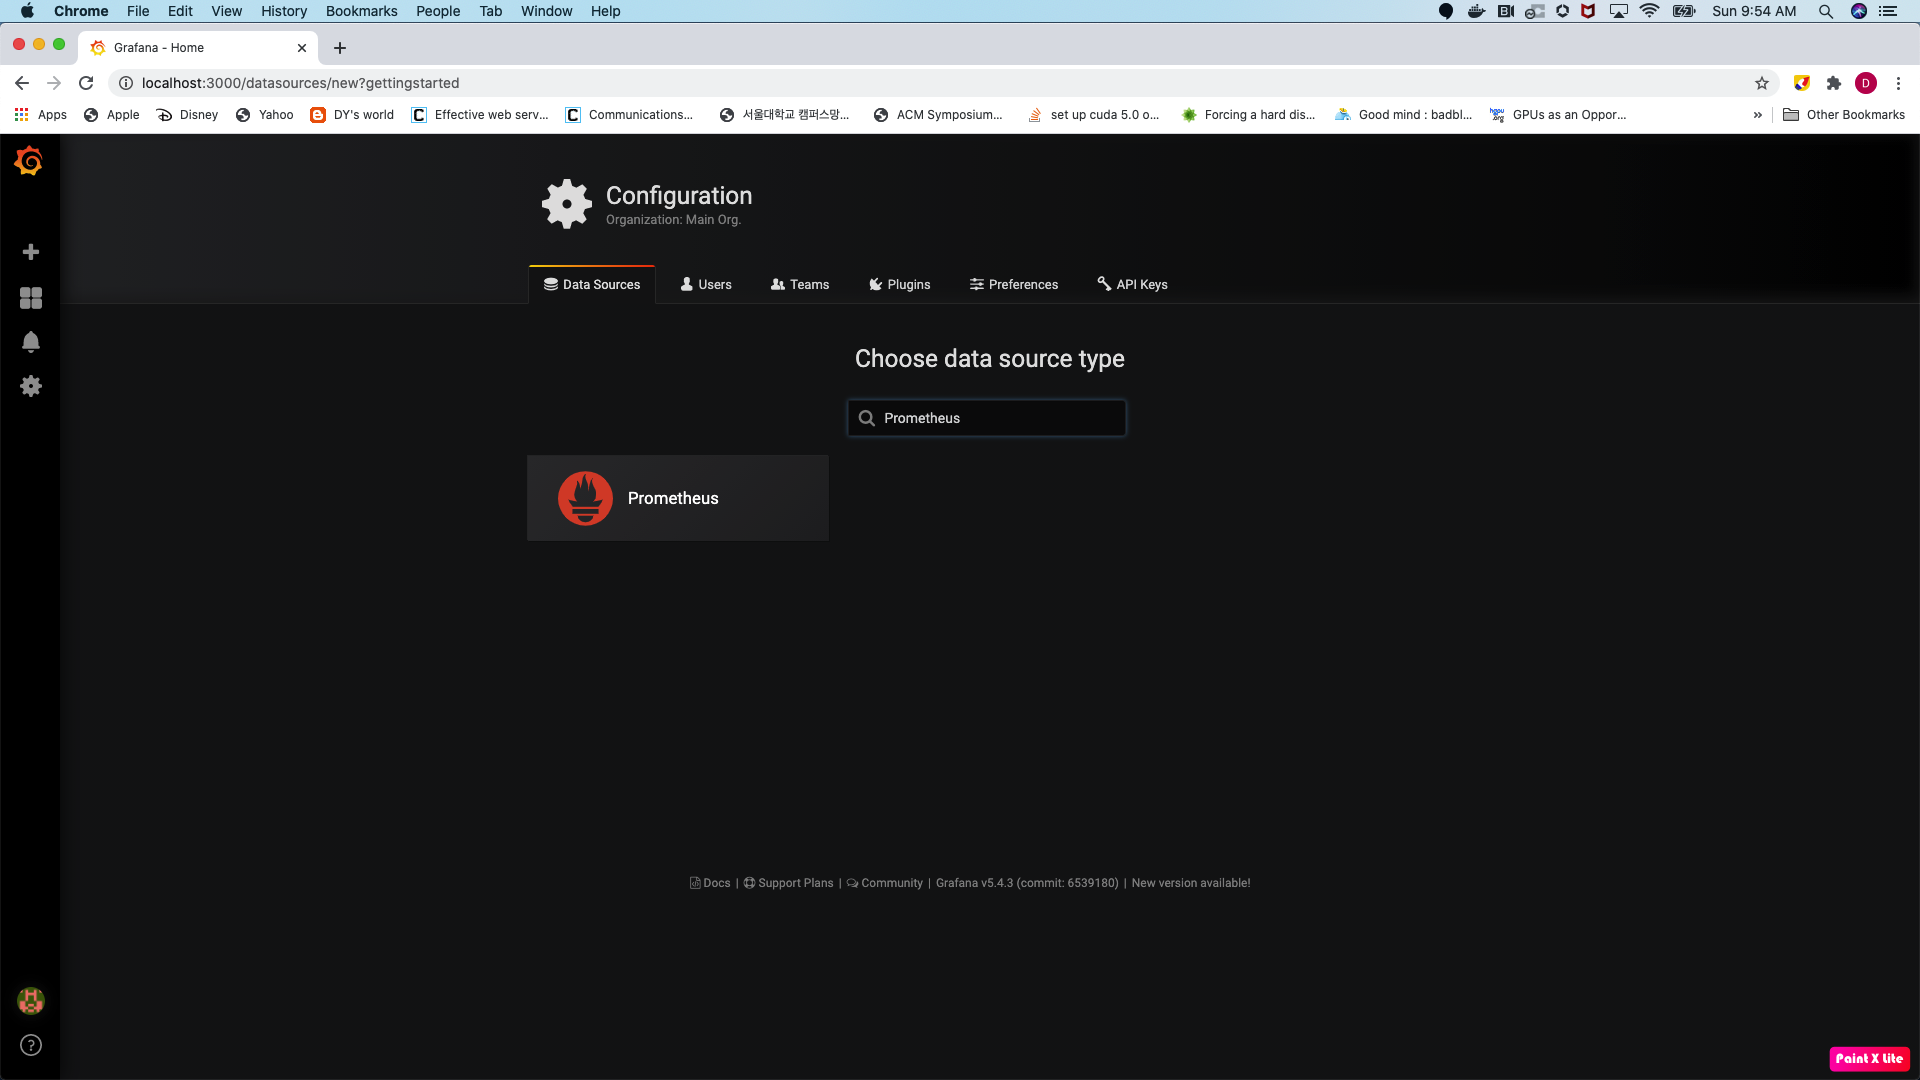 Chrome File Edit View History Bookmarks People Tab Window Help Sun 9:54 AM
Grafana - Home
localhost:3000/datasources/new?gettingstarted D
Apps Apple Disney Yahoo DY's world Effective web serv... Communications... 서울대학교 캠퍼스망... ACM Symposium... set up cuda 5.0 o... Forcing a hard dis... Good mind : badbl... GPUs as an Oppor... » Other Bookmarks
Configuration
Organization: Main Org.
Data Sources Users Teams Plugins Preferences API Keys
Choose data source type
Prometheus
Prometheus
Docs | Support Plans | Community | Grafana v5.4.3 (commit: 6539180) | New version available!
Paint X Lite